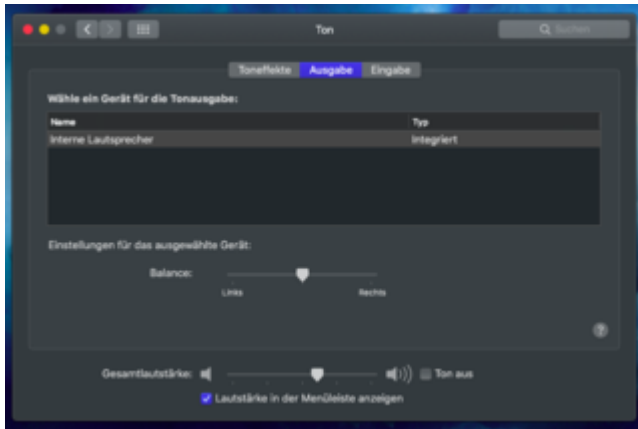 Ton
Suchen
Toneffekte Ausgabe Eingabe
Wähle ein Gerät für die Tonausgabe:
Name Typ
Interne Lautsprecher Integriert
Einstellungen für das ausgewählte Gerät:
Balance:
Links Rechts
?
Gesamtlautstärke: Ton aus
Lautstärke in der Menüleiste anzeigen